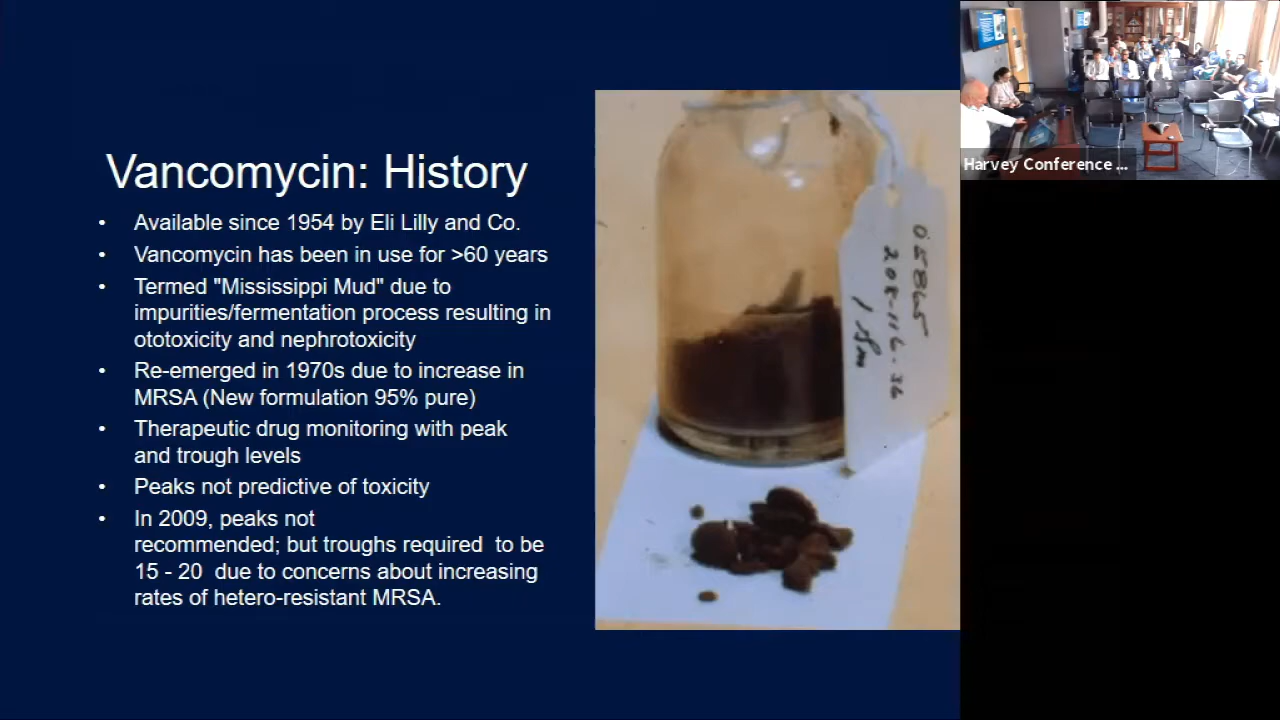 Vancomycin: History
• Available since 1954 by Eli Lilly and Co.
• Vancomycin has been in use for >60 years
• Termed "Mississippi Mud" due to
impurities/fermentation process resulting in
ototoxicity and nephrotoxicity
• Re-emerged in 1970s due to increase in
MRSA (New formulation 95% pure)
• Therapeutic drug monitoring with peak
and trough levels
• Peaks not predictive of toxicity
• In 2009, peaks not
recommended; but troughs required to be
15 - 20 due to concerns about increasing
rates of hetero-resistant MRSA.
05865
208-116-36
Harvey Conference ...